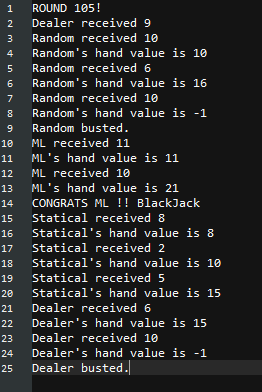 1 ROUND 105!
2 Dealer received 9
3 Random received 10
4 Random's hand value is 10
5 Random received 6
6 Random's hand value is 16
7 Random received 10
8 Random's hand value is -1
9 Random busted.
10 ML received 11
11 ML's hand value is 11
12 ML received 10
13 ML's hand value is 21
14 CONGRATS ML !! BlackJack
15 Statical received 8
16 Statical's hand value is 8
17 Statical received 2
18 Statical's hand value is 10
19 Statical received 5
20 Statical's hand value is 15
21 Dealer received 6
22 Dealer's hand value is 15
23 Dealer received 10
24 Dealer's hand value is -1
25 Dealer busted.